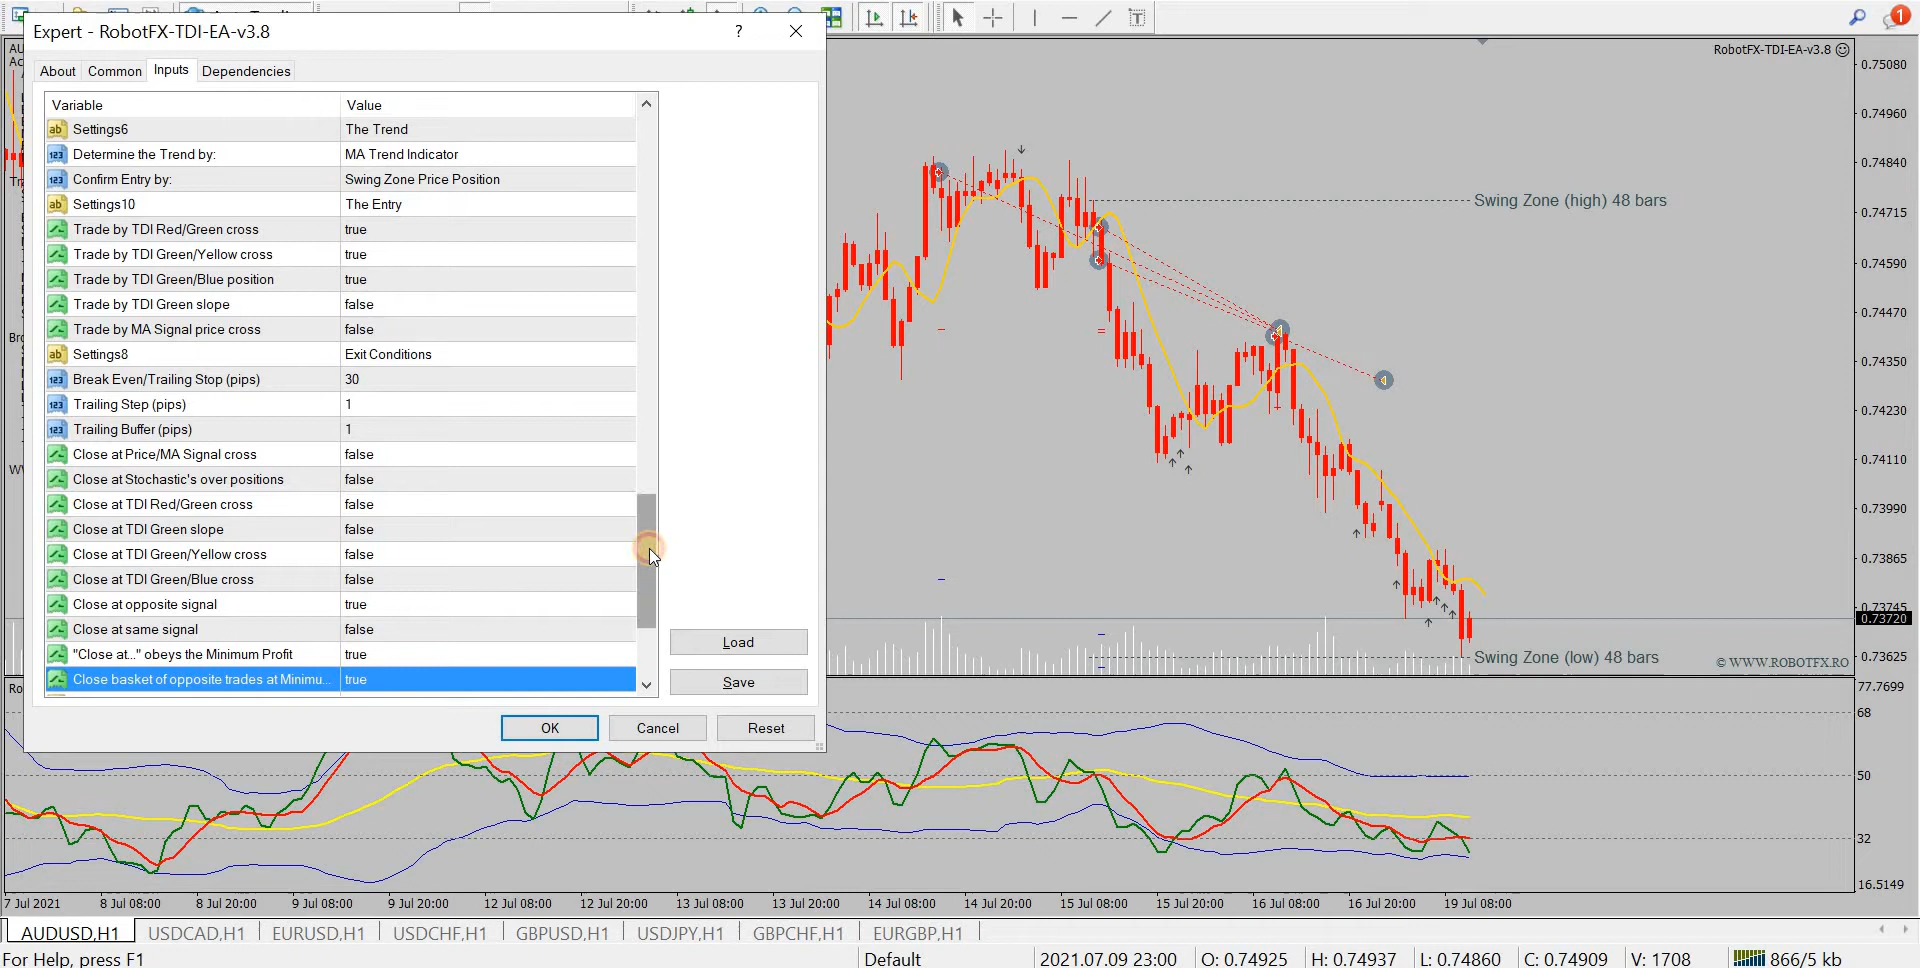 Expert - RobotFX-TDI-EA-v3.8
?
About Common Inputs Dependencies
Variable Value
Settings6 The Trend
Determine the Trend by: MA Trend Indicator
Confirm Entry by: Swing Zone Price Position
Settings10 The Entry
Trade by TDI Red/Green cross true
Trade by TDI Green/Yellow cross true
Trade by TDI Green/Blue position true
Trade by TDI Green slope false
Trade by MA Signal price cross false
Settings8 Exit Conditions
Break Even/Trailing Stop (pips) 30
Trailing Step (pips) 1
Trailing Buffer (pips) 1
Close at Price/MA Signal cross false
Close at Stochastic's over positions false
Close at TDI Red/Green cross false
Close at TDI Green slope false
Close at TDI Green/Yellow cross false
Close at TDI Green/Blue cross false
Close at opposite signal true
Close at same signal false
"Close at..." obeys the Minimum Profit true
Close basket of opposite trades at Minimu... true
Load
Save
OK Cancel Reset
1
RobotFX-TDI-EA-v3.8
0.75080
0.74960
0.74840
0.74715
0.74590
0.74470
0.74350
0.74230
0.74110
0.73990
0.73865
0.73745
0.73720
0.73625
Swing Zone (high) 48 bars
Swing Zone (low) 48 bars
© WWW.ROBOTFX.RO
77.7699
68
50
32
16.5149
7 Jul 2021 8 Jul 08:00 8 Jul 20:00 9 Jul 08:00 9 Jul 20:00 12 Jul 08:00 12 Jul 20:00 13 Jul 08:00 13 Jul 20:00 14 Jul 08:00 14 Jul 20:00 15 Jul 08:00 15 Jul 20:00 16 Jul 08:00 16 Jul 20:00 19 Jul 08:00
AUDUSD,H1 USDCAD,H1 EURUSD,H1 USDCHF,H1 GBPUSD,H1 USDJPY,H1 GBPCHF,H1 EURGBP,H1
For Help, press F1 Default 2021.07.09 23:00 O: 0.74925 H: 0.74937 L: 0.74860 C: 0.74909 V: 1708 866/5 kb